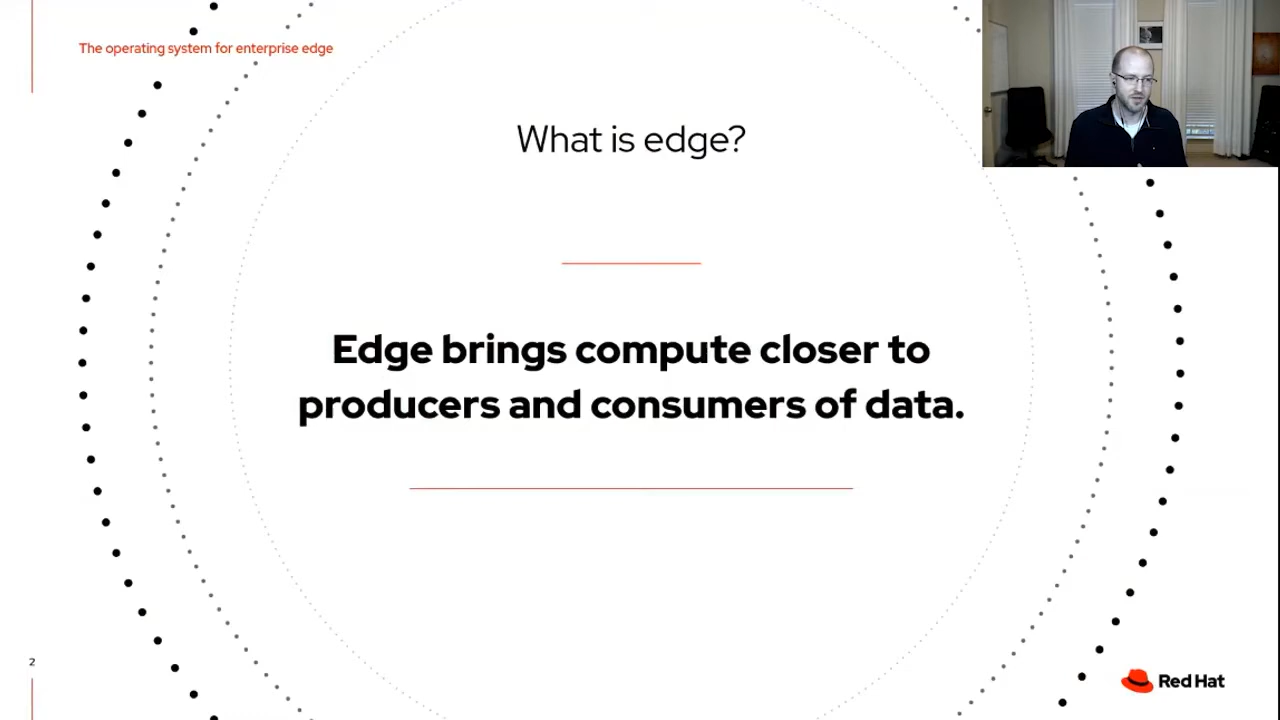 The operating system for enterprise edge
What is edge?
Edge brings compute closer to
producers and consumers of data.
2
Red Hat